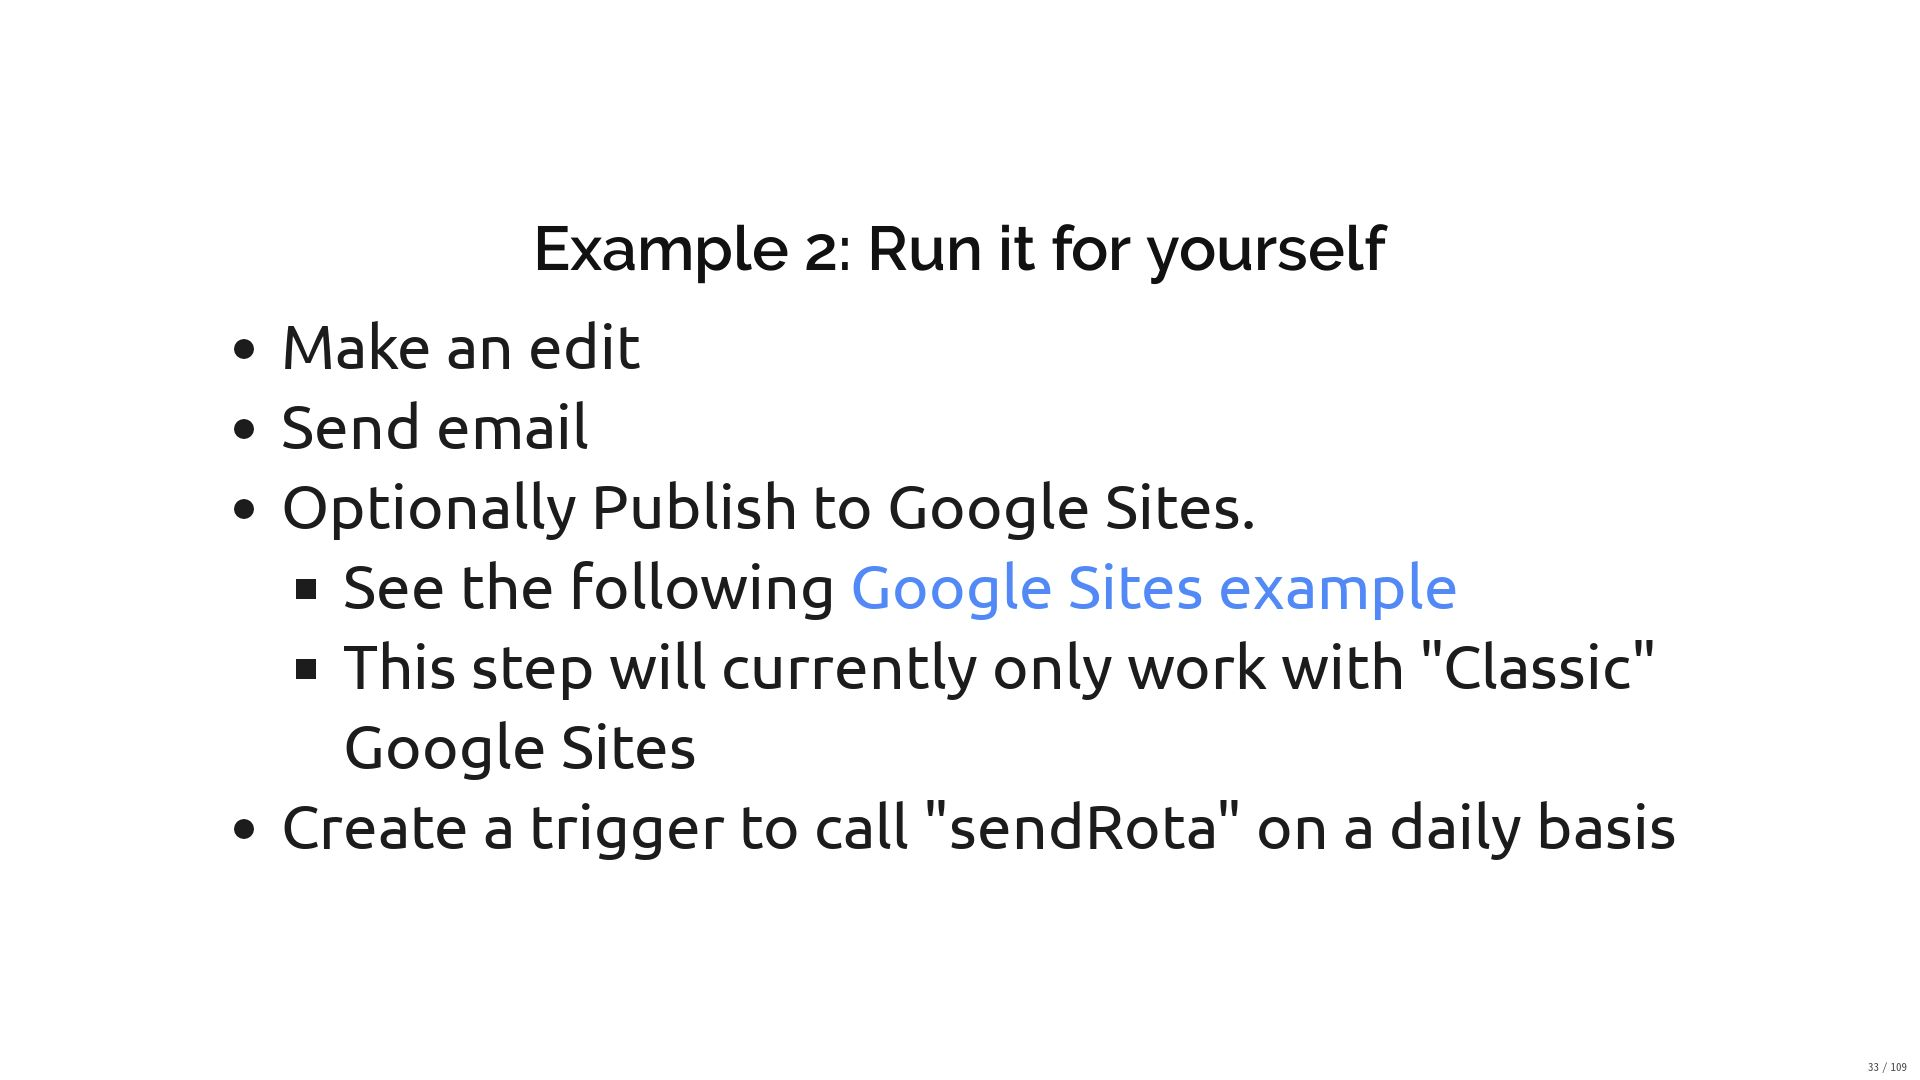 Example 2: Run it for yourself
Make an edit
Send email
Optionally Publish to Google Sites.
See the following Google Sites example
This step will currently only work with "Classic"
Google Sites
Create a trigger to call "sendRota" on a daily basis
33 / 109